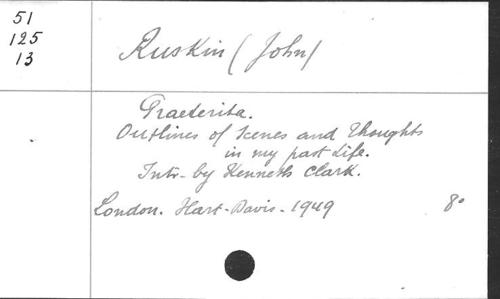 51
125
13
Ruskin (John)
Praeterita.
Outlines of Scenes and Thoughts
in my past Life.
Intr. by Kenneth Clark.
London. Hart-Davis. 1949 8°